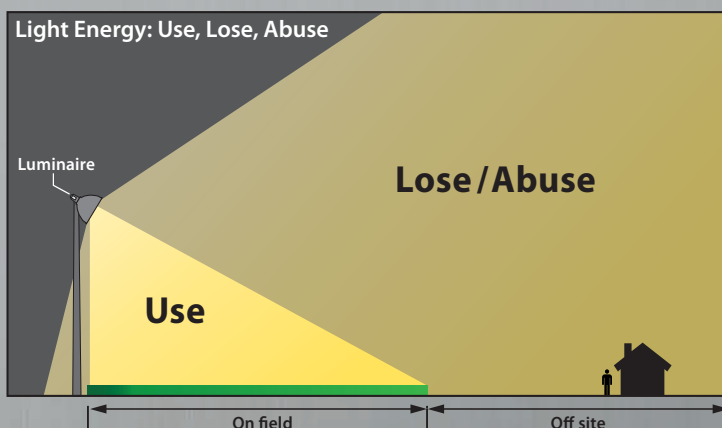 Light Energy: Use, Lose, Abuse
Luminaire
Lose/Abuse
Use
On field
Off site